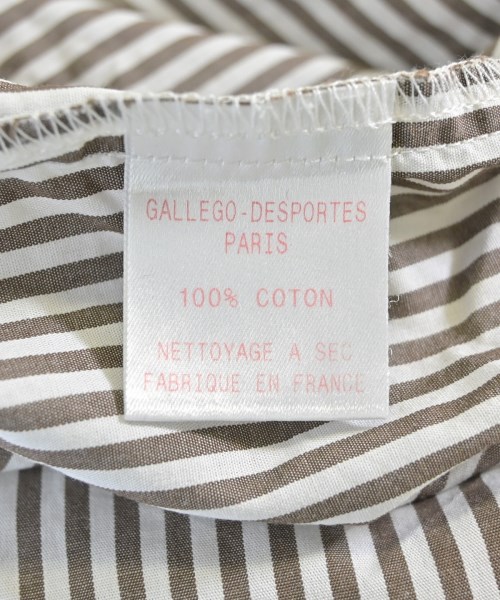 GALLEGO-DESPORTES
PARIS
100% COTON
NETTOYAGE A SEC
FABRIQUE EN FRANCE